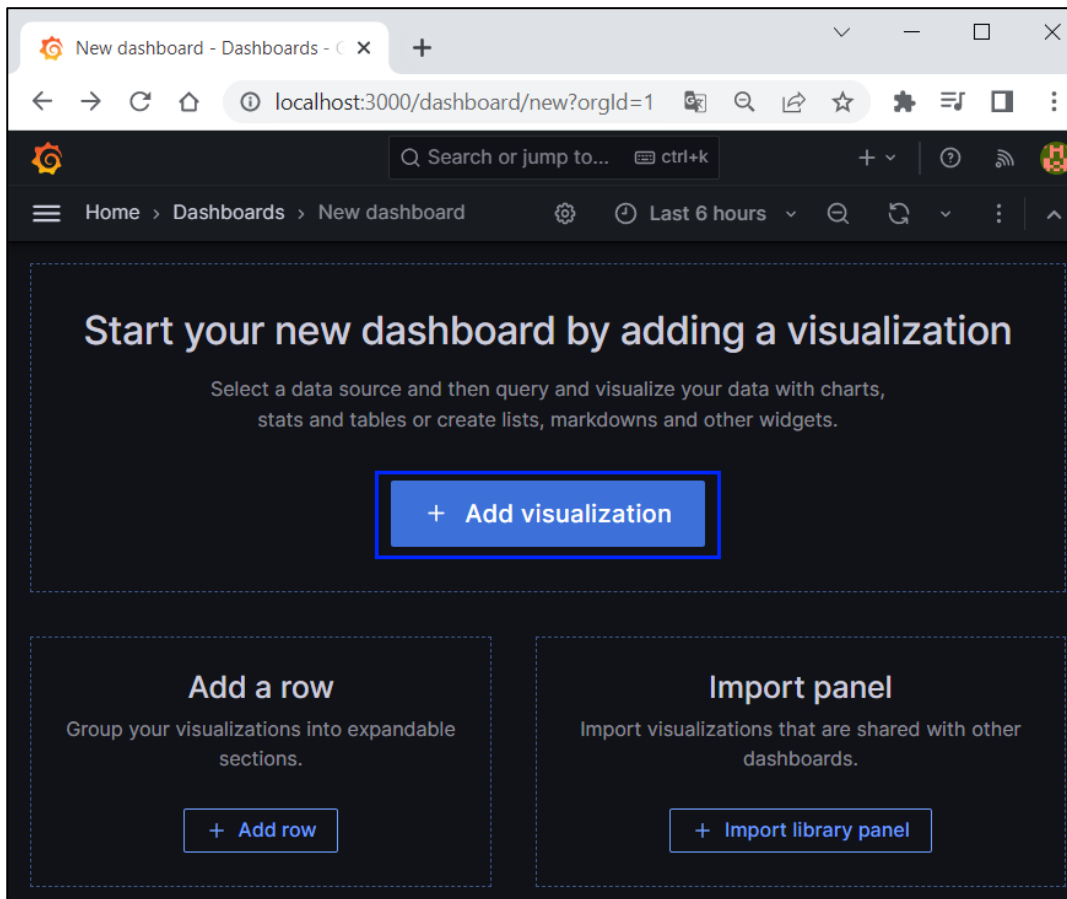 New dashboard - Dashboards - G
localhost:3000/dashboard/new?orgId=1
Search or jump to... ctrl+k
Home › Dashboards › New dashboard
Last 6 hours
Start your new dashboard by adding a visualization
Select a data source and then query and visualize your data with charts,
stats and tables or create lists, markdowns and other widgets.
+ Add visualization
Add a row
Group your visualizations into expandable
sections.
+ Add row
Import panel
Import visualizations that are shared with other
dashboards.
+ Import library panel